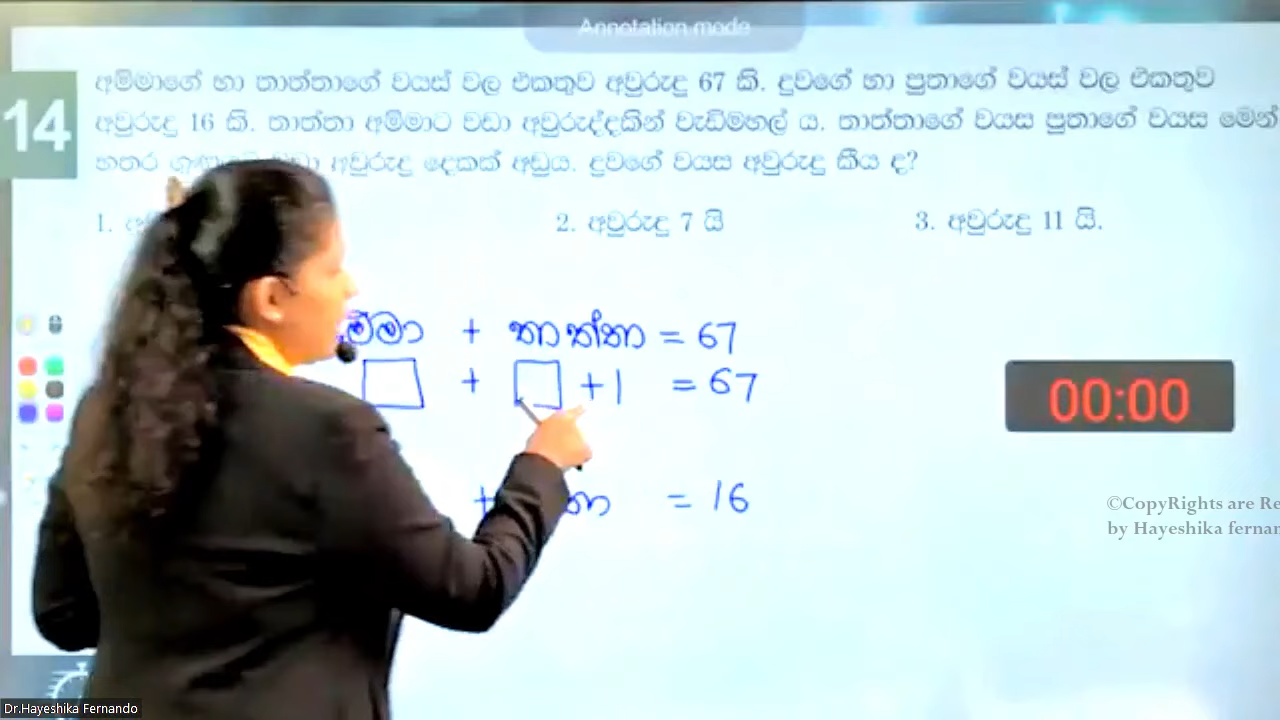 Annotation mode
14
අම්මාගේ හා තාත්තාගේ වයස් වල එකතුව අවුරුදු 67 කි. දුවගේ හා පුතාගේ වයස් වල එකතුව
අවුරුදු 16 කි. තාත්තා අම්මාට වඩා අවුරුද්දකින් වැඩිමහල් ය. තාත්තාගේ වයස පුතාගේ වයස මෙන්
හතර අවුරුදු දෙකක් අඩුය. දුවගේ වයස අවුරුදු කීය ද?
1. 2. අවුරුදු 7 යි 3. අවුරුදු 11 යි.
+ තාත්තා = 67
+ +1 = 67
00:00
+ = 16
©CopyRights are Re
by Hayeshika fernan
Dr.Hayeshika Fernando